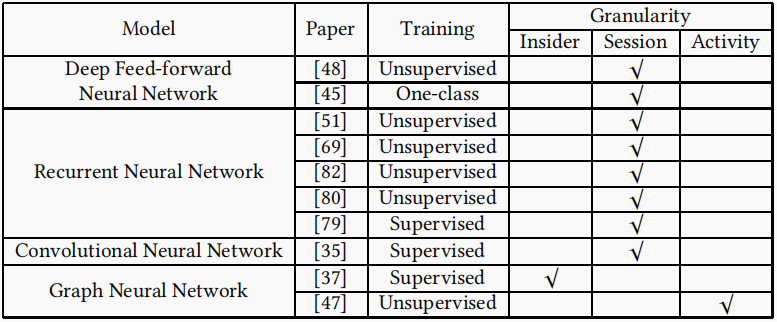 Model Paper Training Granularity
Insider Session Activity
Deep Feed-forward [48] Unsupervised √
Neural Network [45] One-class √
[51] Unsupervised √
[69] Unsupervised √
Recurrent Neural Network [82] Unsupervised √
[80] Unsupervised √
[79] Supervised √
Convolutional Neural Network [35] Supervised √
Graph Neural Network [37] Supervised √
[47] Unsupervised √